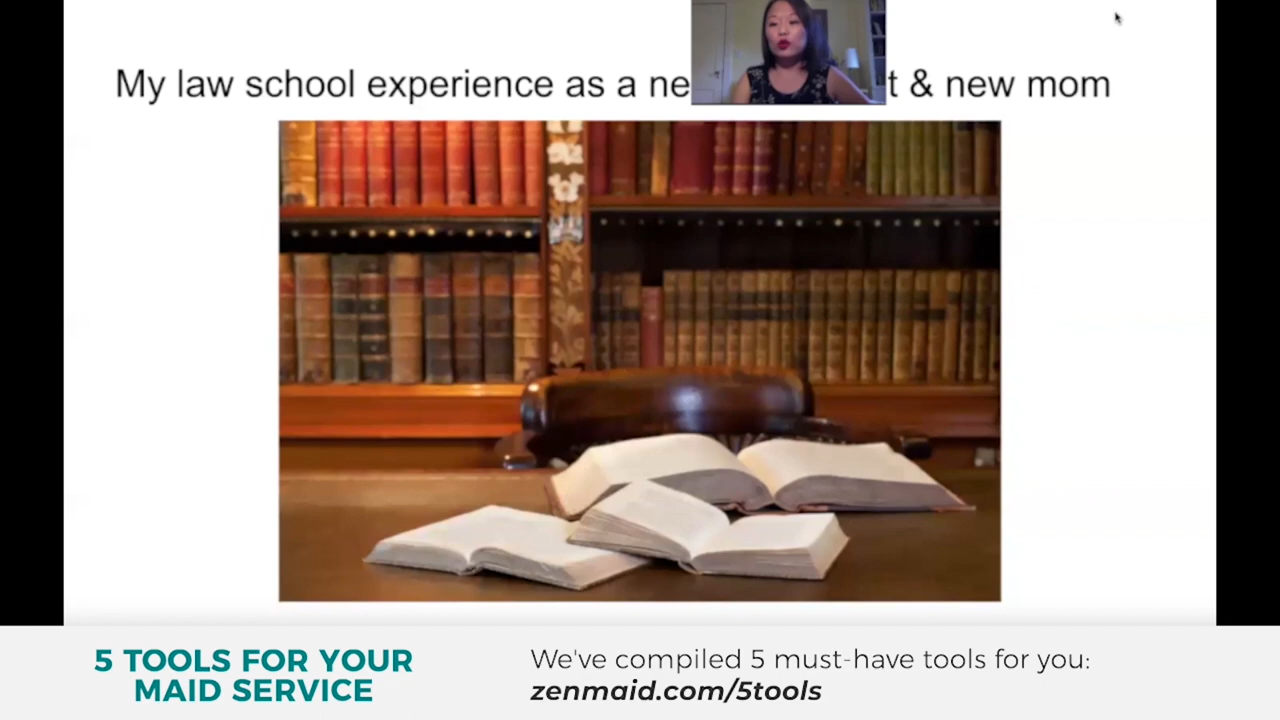 My law school experience as a ne t & new mom
5 TOOLS FOR YOUR
MAID SERVICE
We've compiled 5 must-have tools for you:
zenmaid.com/5tools